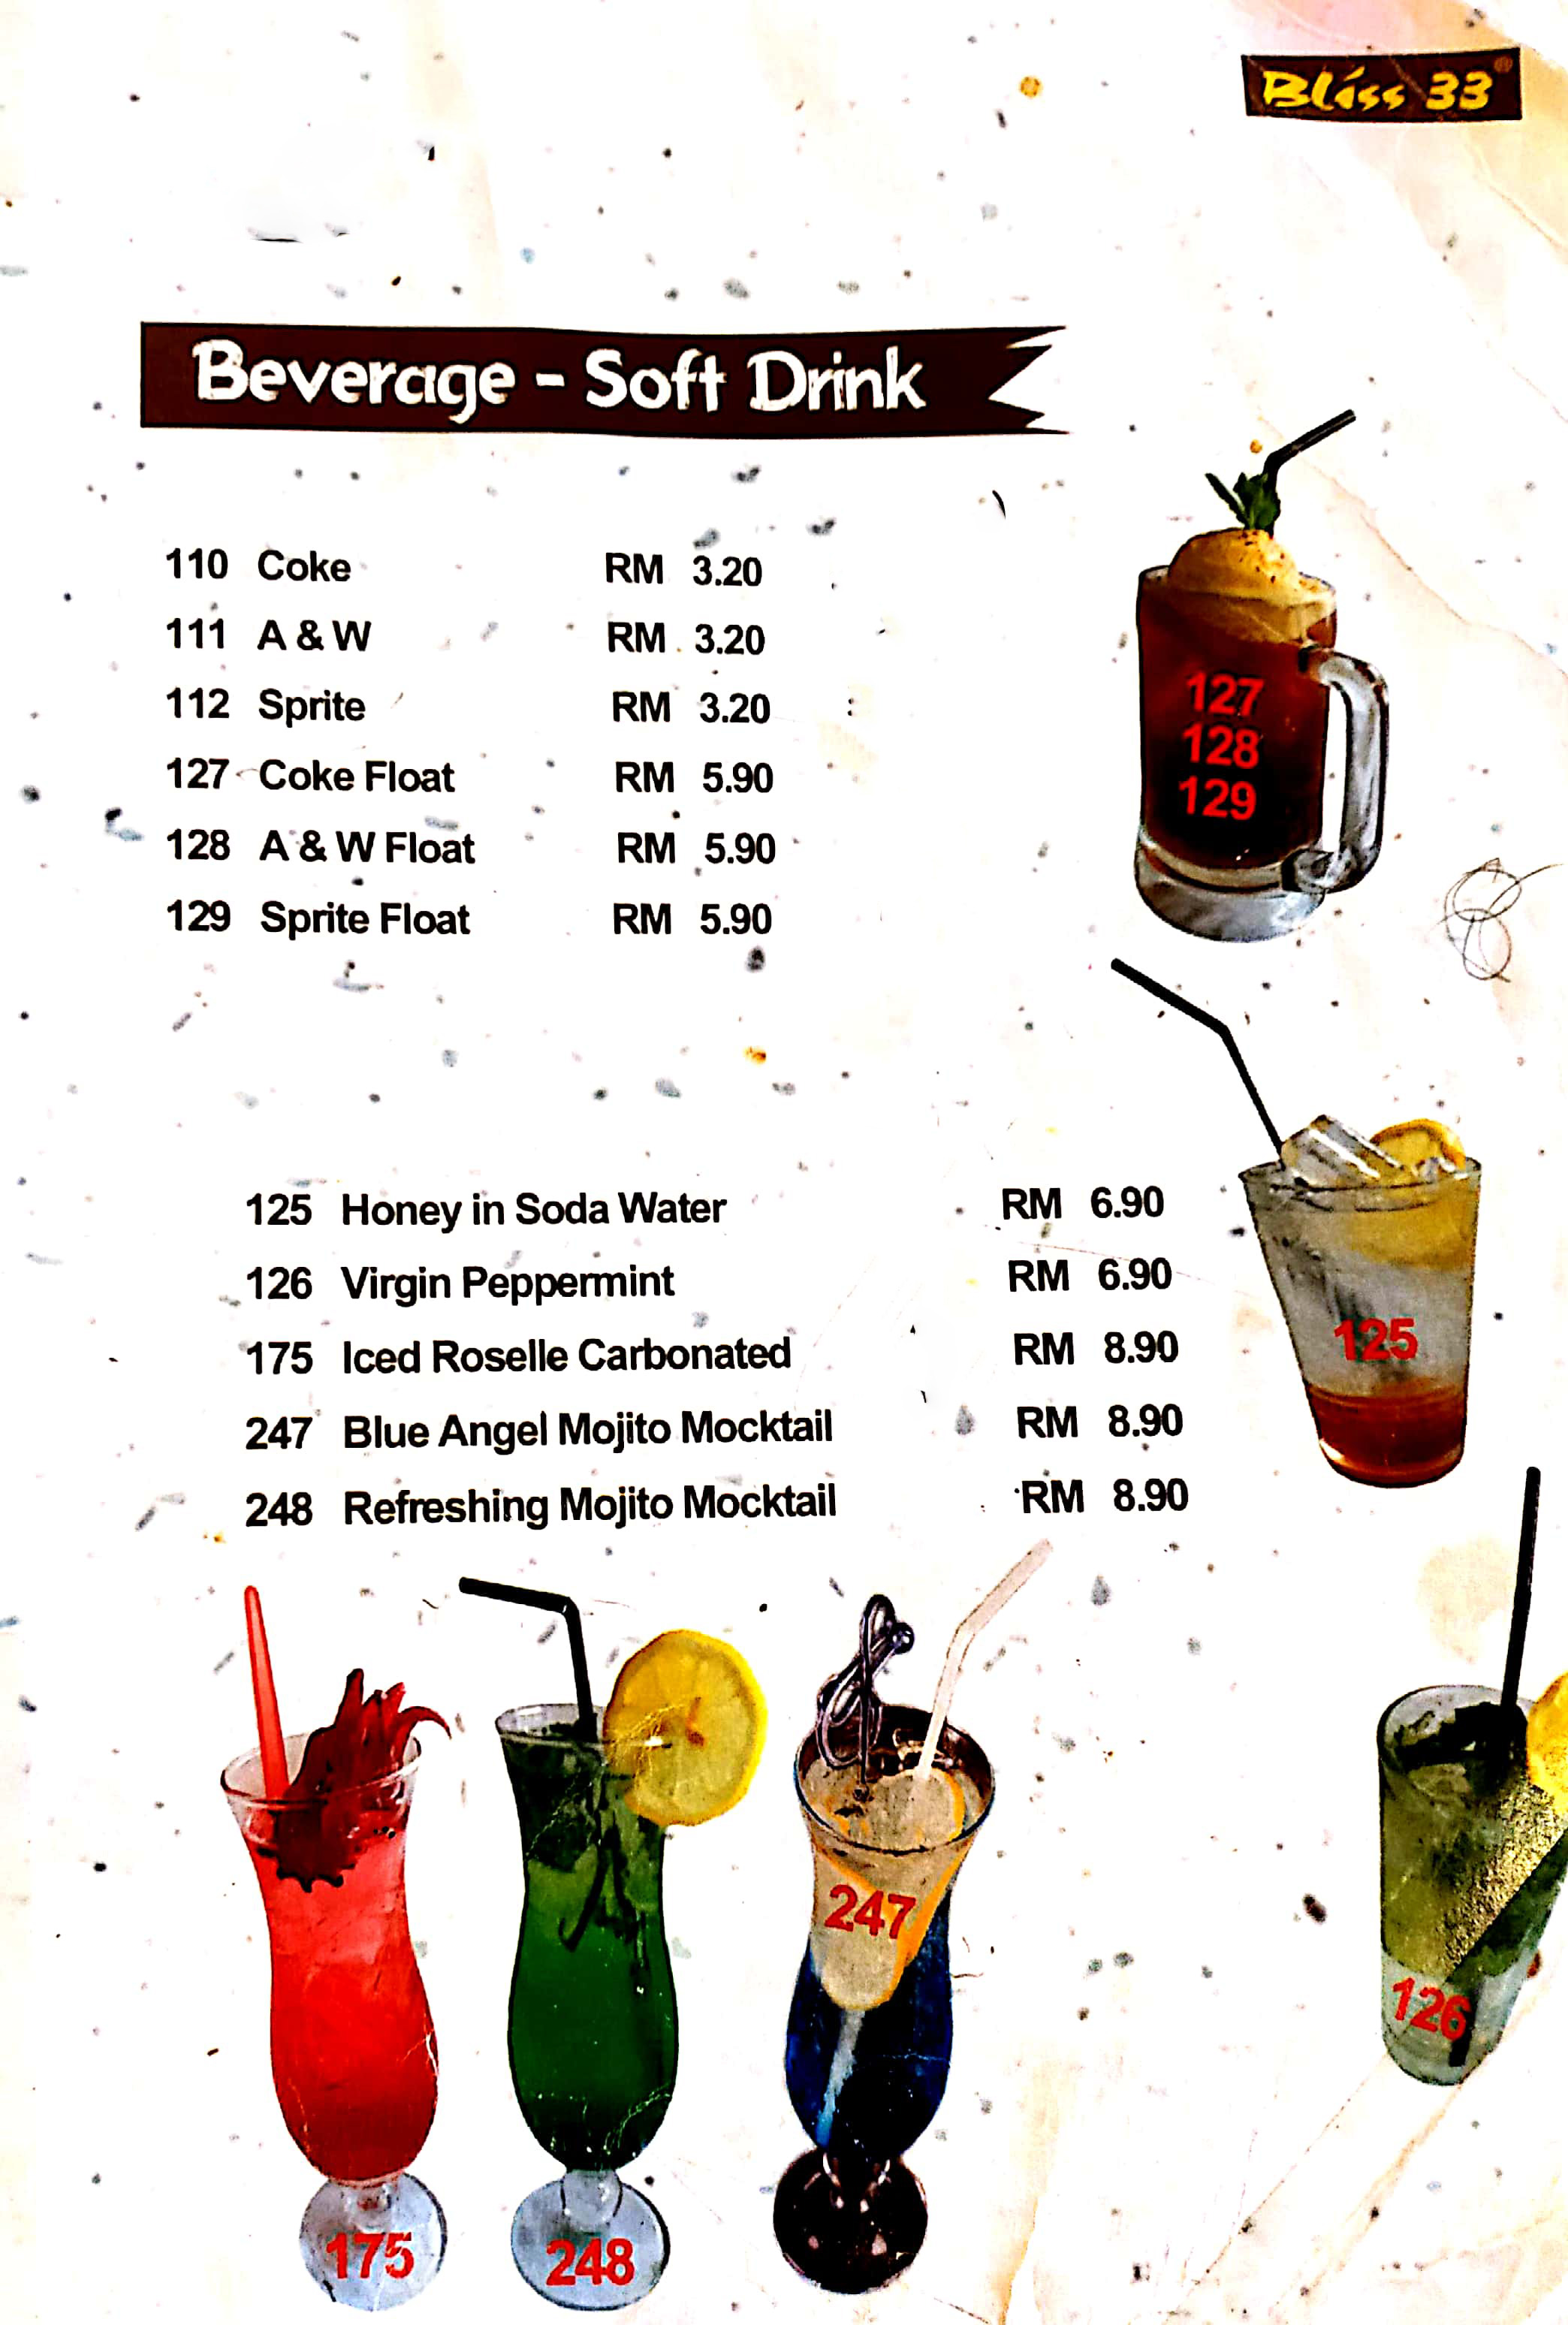 Bliss 33
Beverage - Soft Drink
110 Coke RM 3.20
111 A & W RM 3.20
112 Sprite RM 3.20
127 Coke Float RM 5.90
128 A & W Float RM 5.90
129 Sprite Float RM 5.90
127
128
129
125 Honey in Soda Water RM 6.90
126 Virgin Peppermint RM 6.90
175 Iced Roselle Carbonated RM 8.90
247 Blue Angel Mojito Mocktail RM 8.90
248 Refreshing Mojito Mocktail RM 8.90
125
247
126
175
248